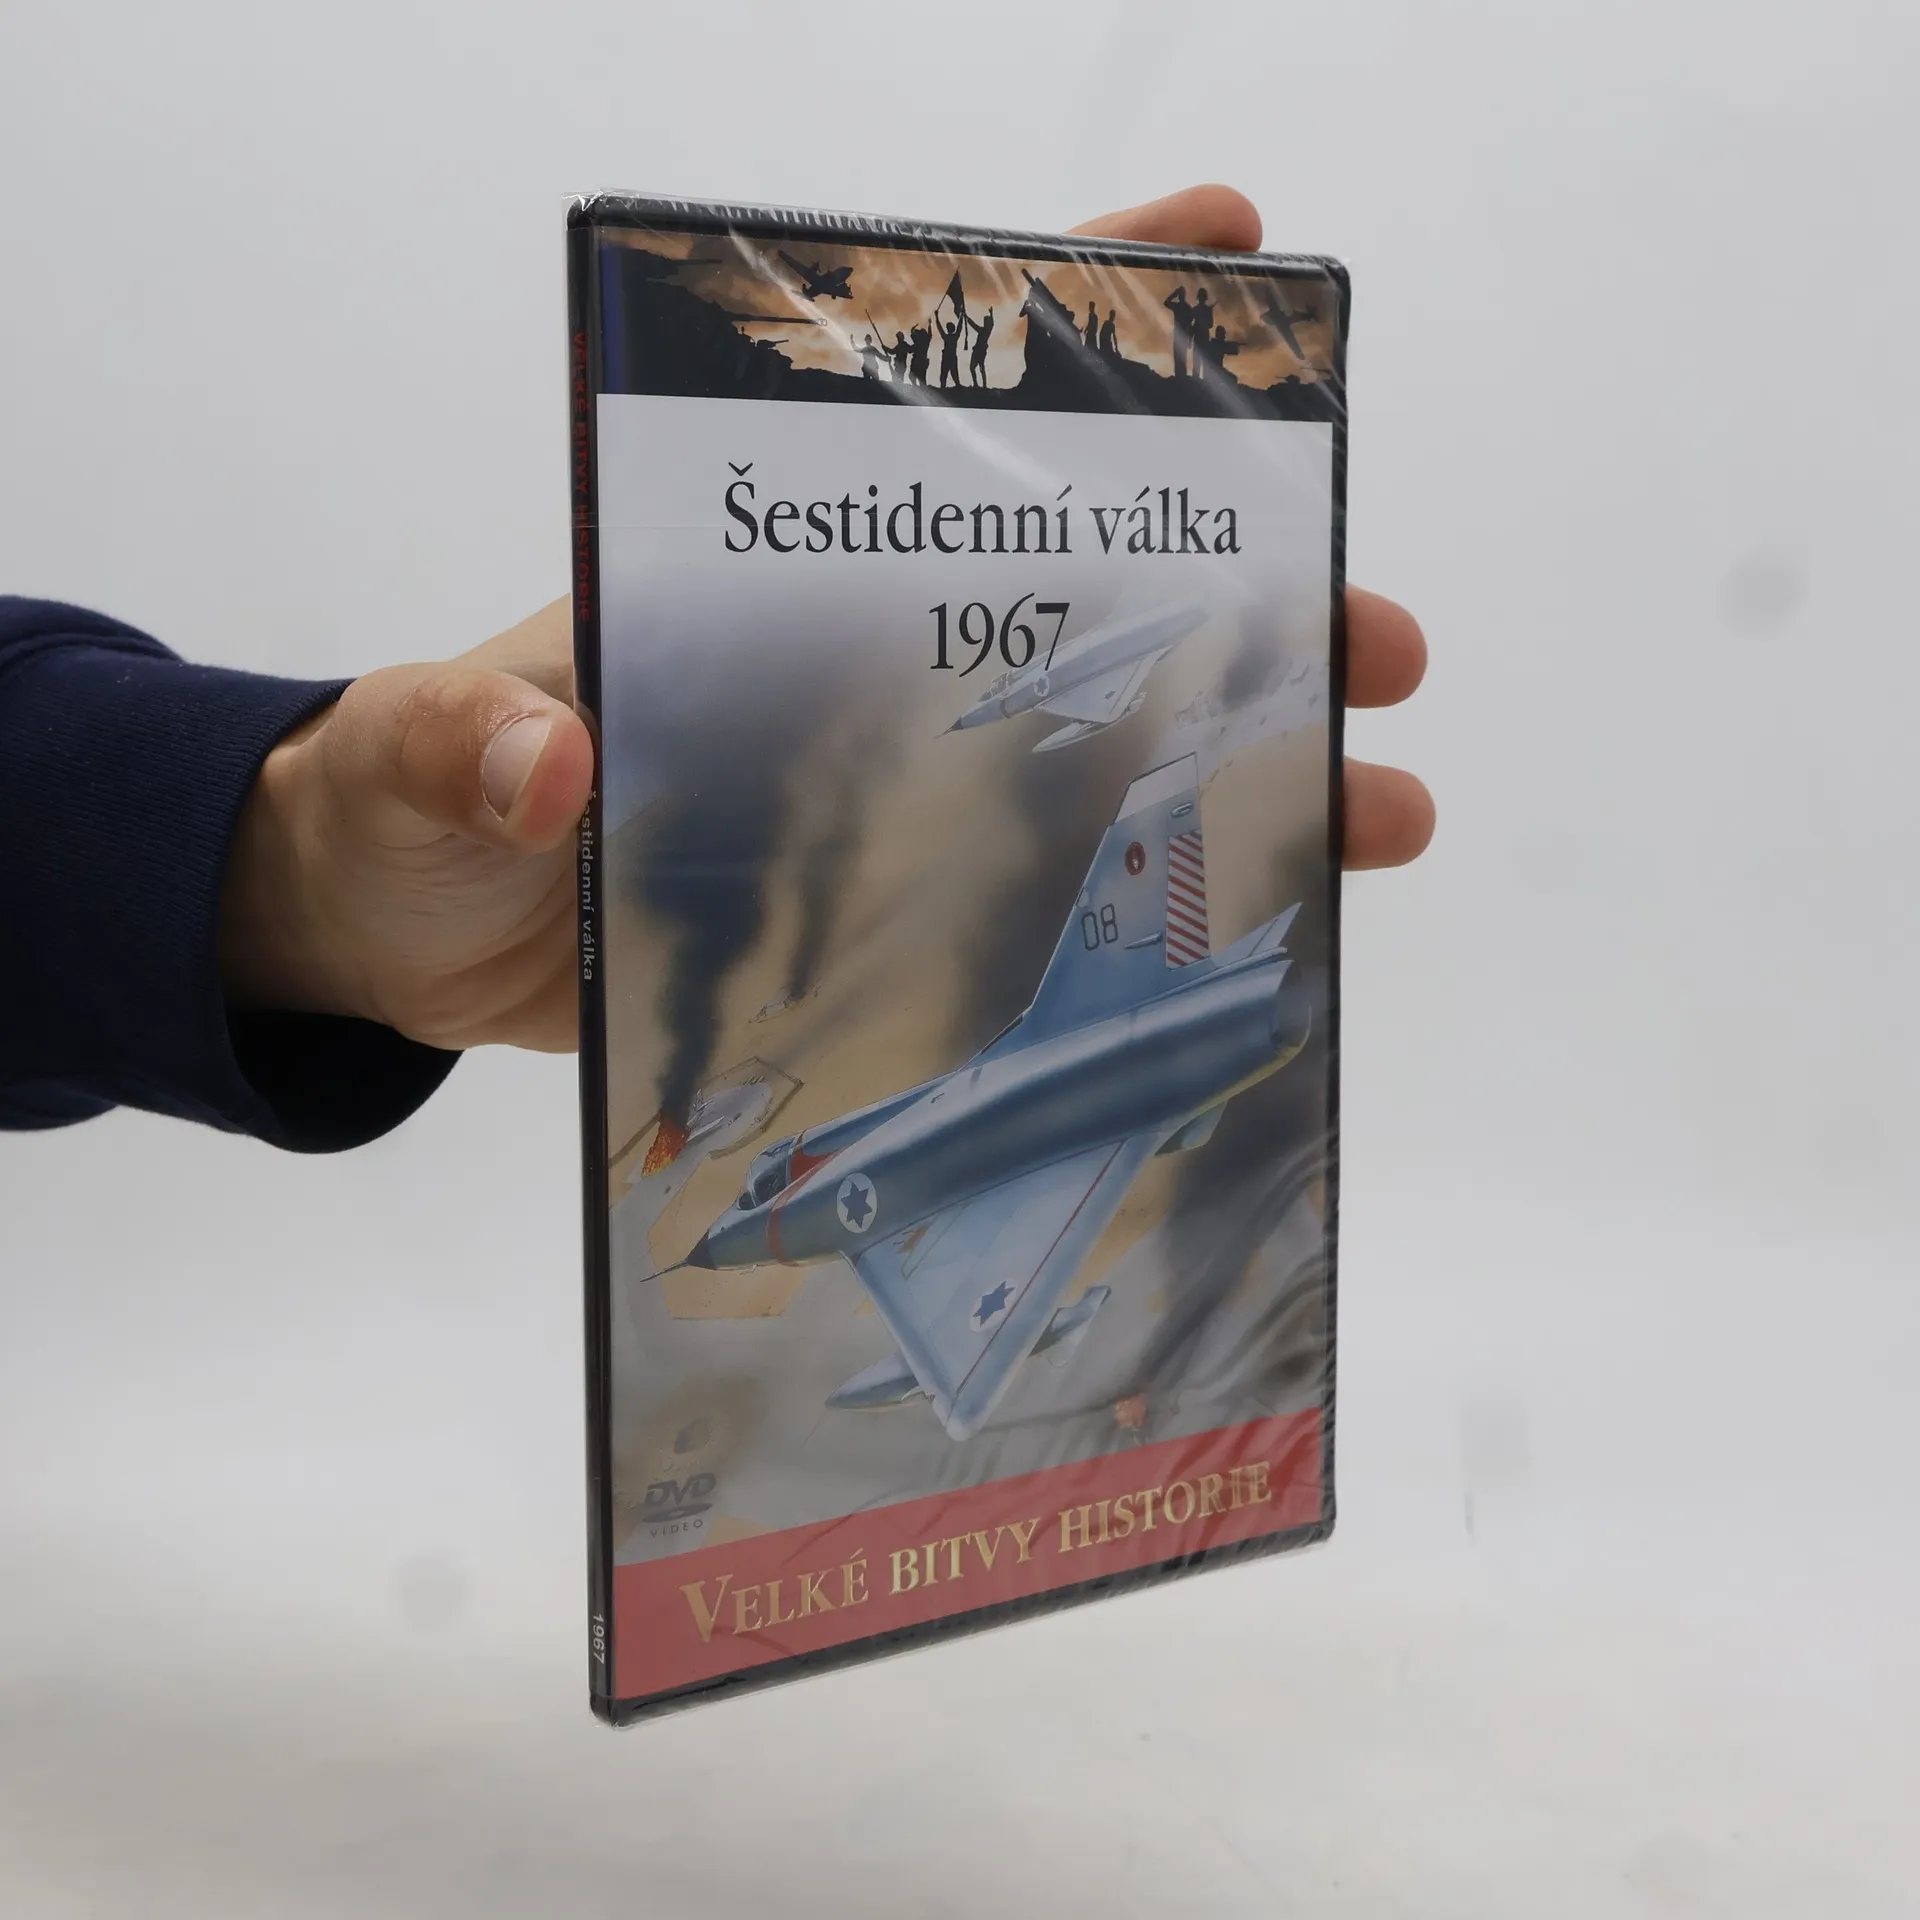 Šestidenní válka
1967
08
DVD
VIDEO
VELKÉ BITVY HISTORIE
VELKÉ BITVY HISTORIE
Šestidenní válka
1967